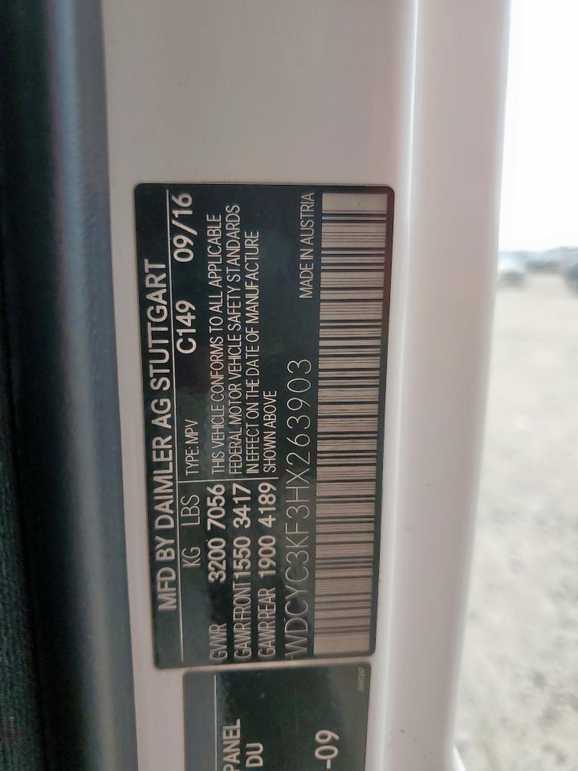 MFD BY DAIMLER AG STUTTGART
KG LBS TYPE: MPV C149 09/16
GVWR 3200 7056 THIS VEHICLE CONFORMS TO ALL APPLICABLE
GAWR FRONT 1550 3417 FEDERAL MOTOR VEHICLE SAFETY STANDARDS
GAWR REAR 1900 4189 IN EFFECT ON THE DATE OF MANUFACTURE
SHOWN ABOVE
WDCYC3KF3HX263903 MADE IN AUSTRIA
PANEL
DU
-09